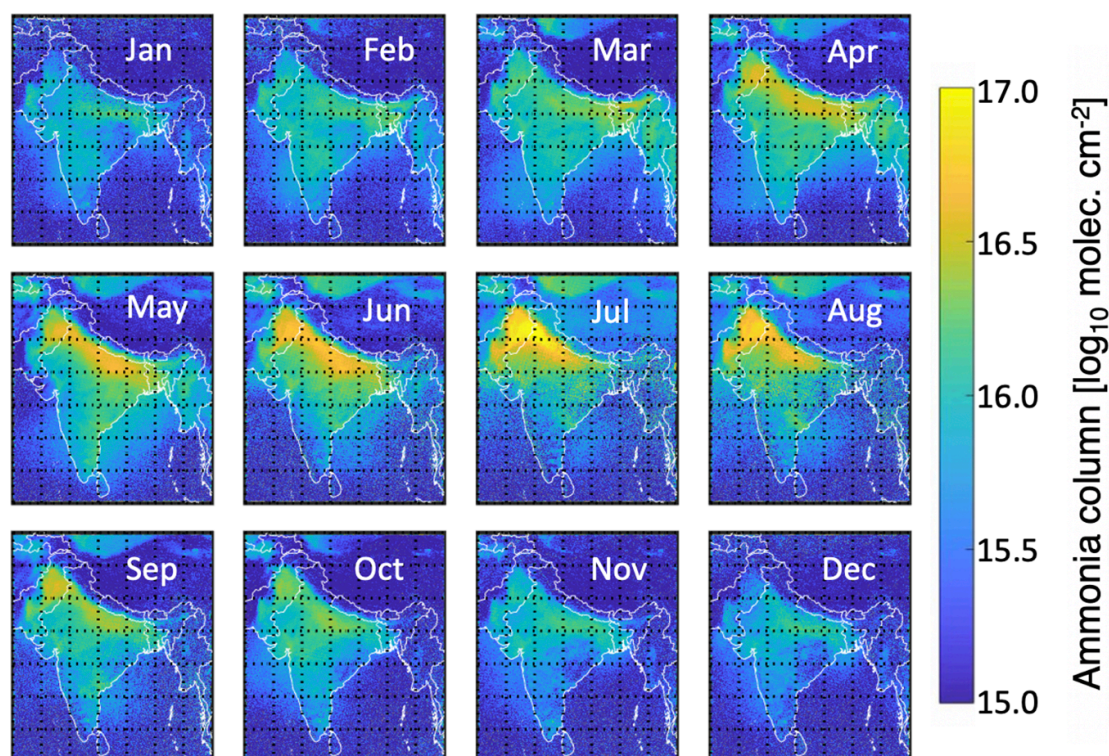 Jan
Feb
Mar
Apr
May
Jun
Jul
Aug
Sep
Oct
Nov
Dec
17.0
16.5
16.0
15.5
15.0
Ammonia column [log10 molec. cm-2]